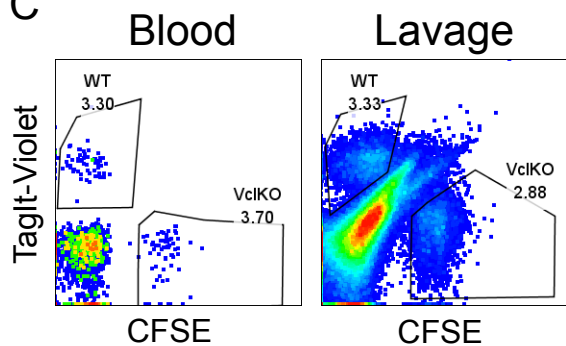 C
Blood
Lavage
TagIt-Violet
WT
3.30
VclKO
3.70
WT
3.33
VclKO
2.88
CFSE
CFSE